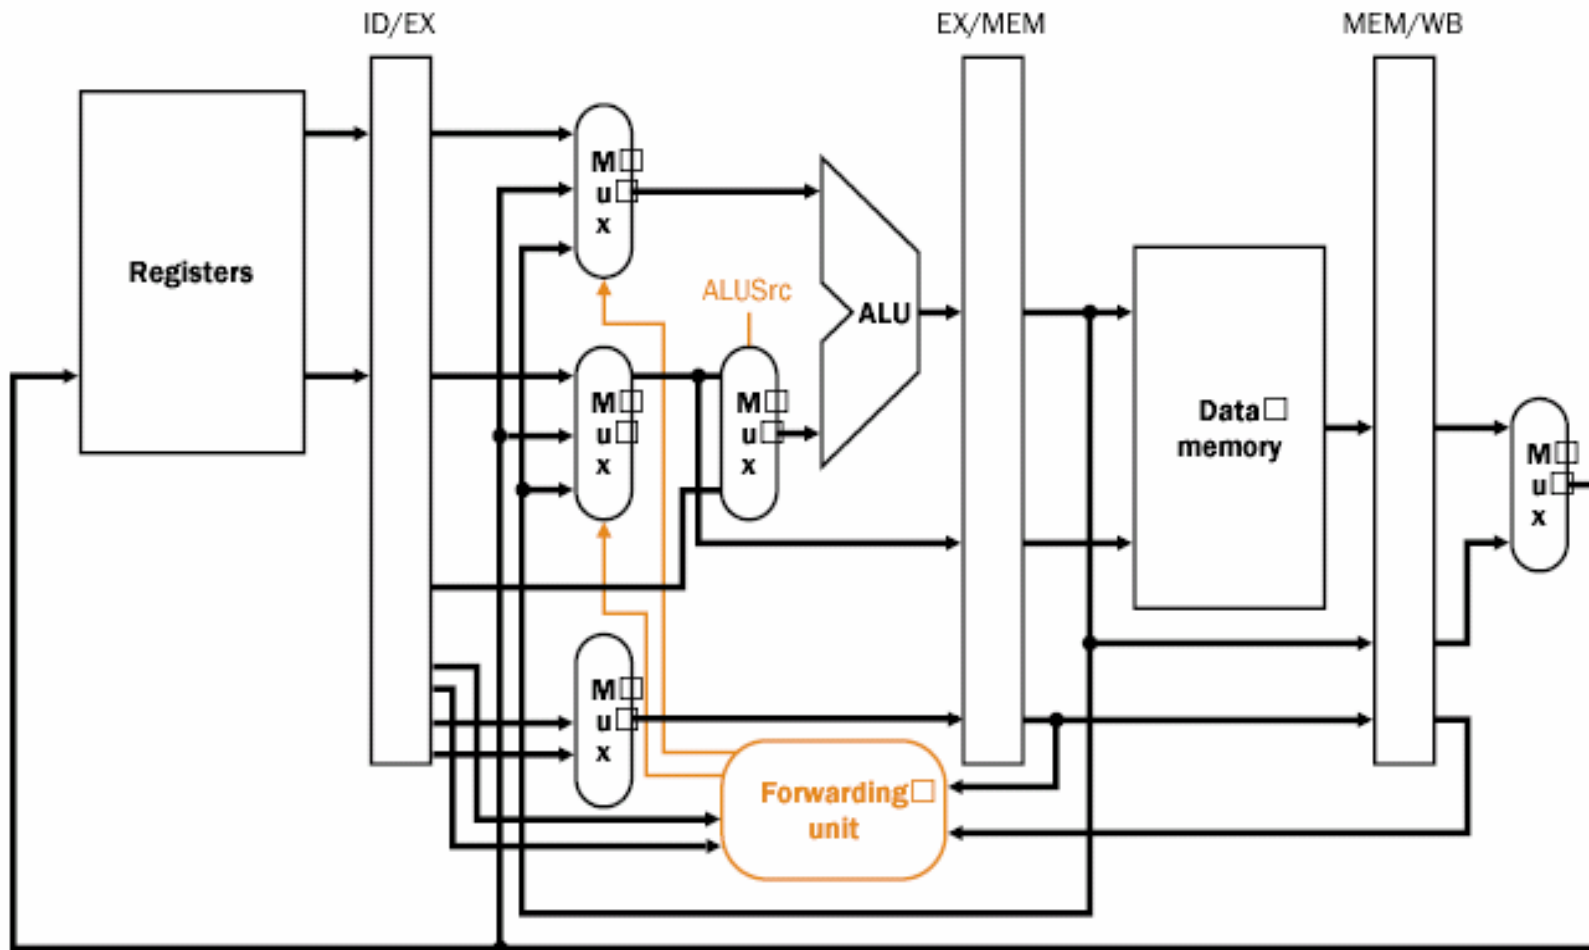 ID/EX
EX/MEM
MEM/WB
Registers
M
u
x
ALUSrc
ALU
M
u
x
M
u
x
Data
memory
M
u
x
M
u
x
Forwarding
unit